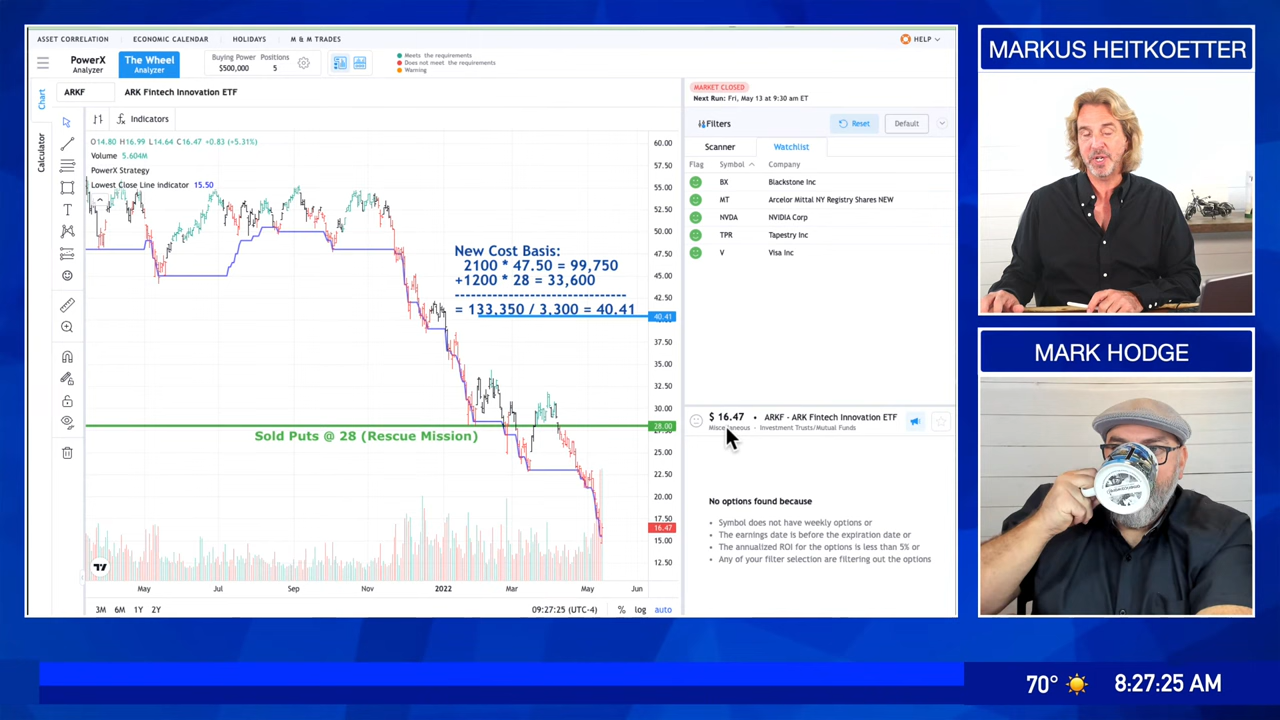 ASSET CORRELATION ECONOMIC CALENDAR HOLIDAYS M & M TRADES HELP
PowerX Analyzer
The Wheel Analyzer
Buying Power $500,000
Positions 5
Meets the requirements
Does not meet the requirements
Warning
ARKF ARK Fintech Innovation ETF
Chart
Calculator
Indicators
O14.80 H16.99 L14.64 C16.47 +0.83 (+5.31%)
Volume 5.604M
PowerX Strategy
Lowest Close Line indicator 15.50
New Cost Basis:
2100 * 47.50 = 99,750
+1200 * 28 = 33,600
------------------------------
= 133,350 / 3,300 = 40.41
Sold Puts @ 28 (Rescue Mission)
60.00
55.00
52.50
50.00
47.50
45.00
42.50
40.41
37.50
35.00
32.50
30.00
28.00
25.00
22.50
20.00
17.50
16.47
15.00
12.50
May Jul Sep Nov 2022 Mar May Jun
3M 6M 1Y 2Y 09:27:25 (UTC-4) % log auto
MARKET CLOSED
Next Run: Fri, May 13 at 9:30 am ET
Filters Reset Default
Scanner Watchlist
Flag Symbol Company
BX Blackstone Inc
MT Arcelor Mittal NY Registry Shares NEW
NVDA NVIDIA Corp
TPR Tapestry Inc
V Visa Inc
$ 16.47 • ARKF - ARK Fintech Innovation ETF
Miscellaneous - Investment Trusts/Mutual Funds
No options found because
• Symbol does not have weekly options or
• The earnings date is before the expiration date or
• The annualized ROI for the options is less than 5% or
• Any of your filter selection are filtering out the options
MARKUS HEITKOETTER
MARK HODGE
70° 8:27:25 AM